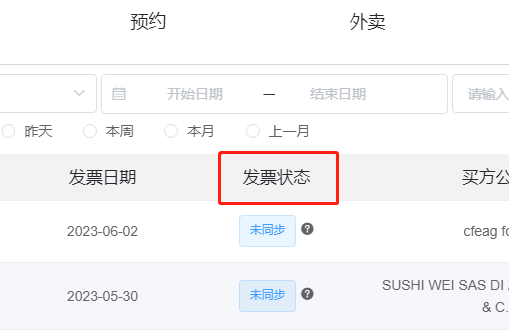 预约 外卖
开始日期 — 结束日期 请输入
昨天 本周 本月 上一月
发票日期 发票状态 买方公
2023-06-02 未同步 ? cfeag fo
2023-05-30 未同步 ? SUSHI WEI SAS DI
& C.